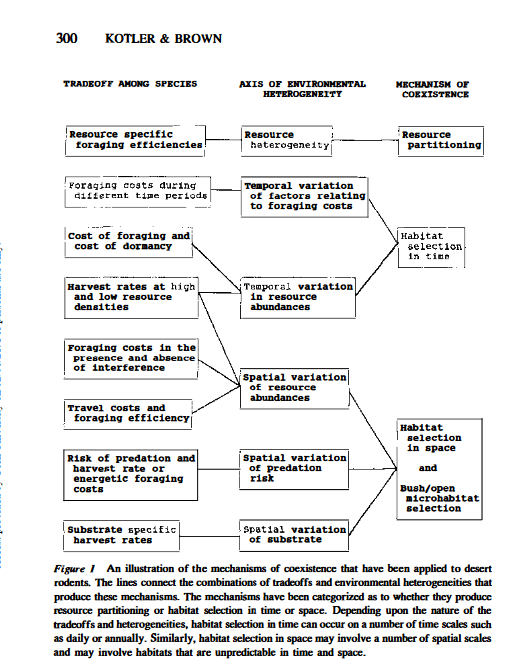 300 KOTLER & BROWN
TRADEOFF AMONG SPECIES
AXIS OF ENVIRONMENTAL
HETEROGENEITY
MECHANISM OF
COEXISTENCE
Resource specific
foraging efficiencies
Resource
heterogeneity
Resource
partitioning
Foraging costs during
different time periods
Temporal variation
of factors relating
to foraging costs
Cost of foraging and
cost of dormancy
Habitat
selection
in time
Harvest rates at high
and low resource
densities
Temporal variation
in resource
abundances
Foraging costs in the
presence and absence
of interference
Spatial variation
of resource
abundances
Travel costs and
foraging efficiency
Habitat
selection
in space
and
Bush/open
microhabitat
selection
Risk of predation and
harvest rate or
energetic foraging
costs
Spatial variation
of predation
risk
Substrate specific
harvest rates
Spatial variation
of substrate
Figure 1 An illustration of the mechanisms of coexistence that have been applied to desert
rodents. The lines connect the combinations of tradeoffs and environmental heterogeneities that
produce these mechanisms. The mechanisms have been categorized as to whether they produce
resource partitioning or habitat selection in time or space. Depending upon the nature of the
tradeoffs and heterogeneities, habitat selection in time can occur on a number of time scales such
as daily or annually. Similarly, habitat selection in space may involve a number of spatial scales
and may involve habitats that are unpredictable in time and space.